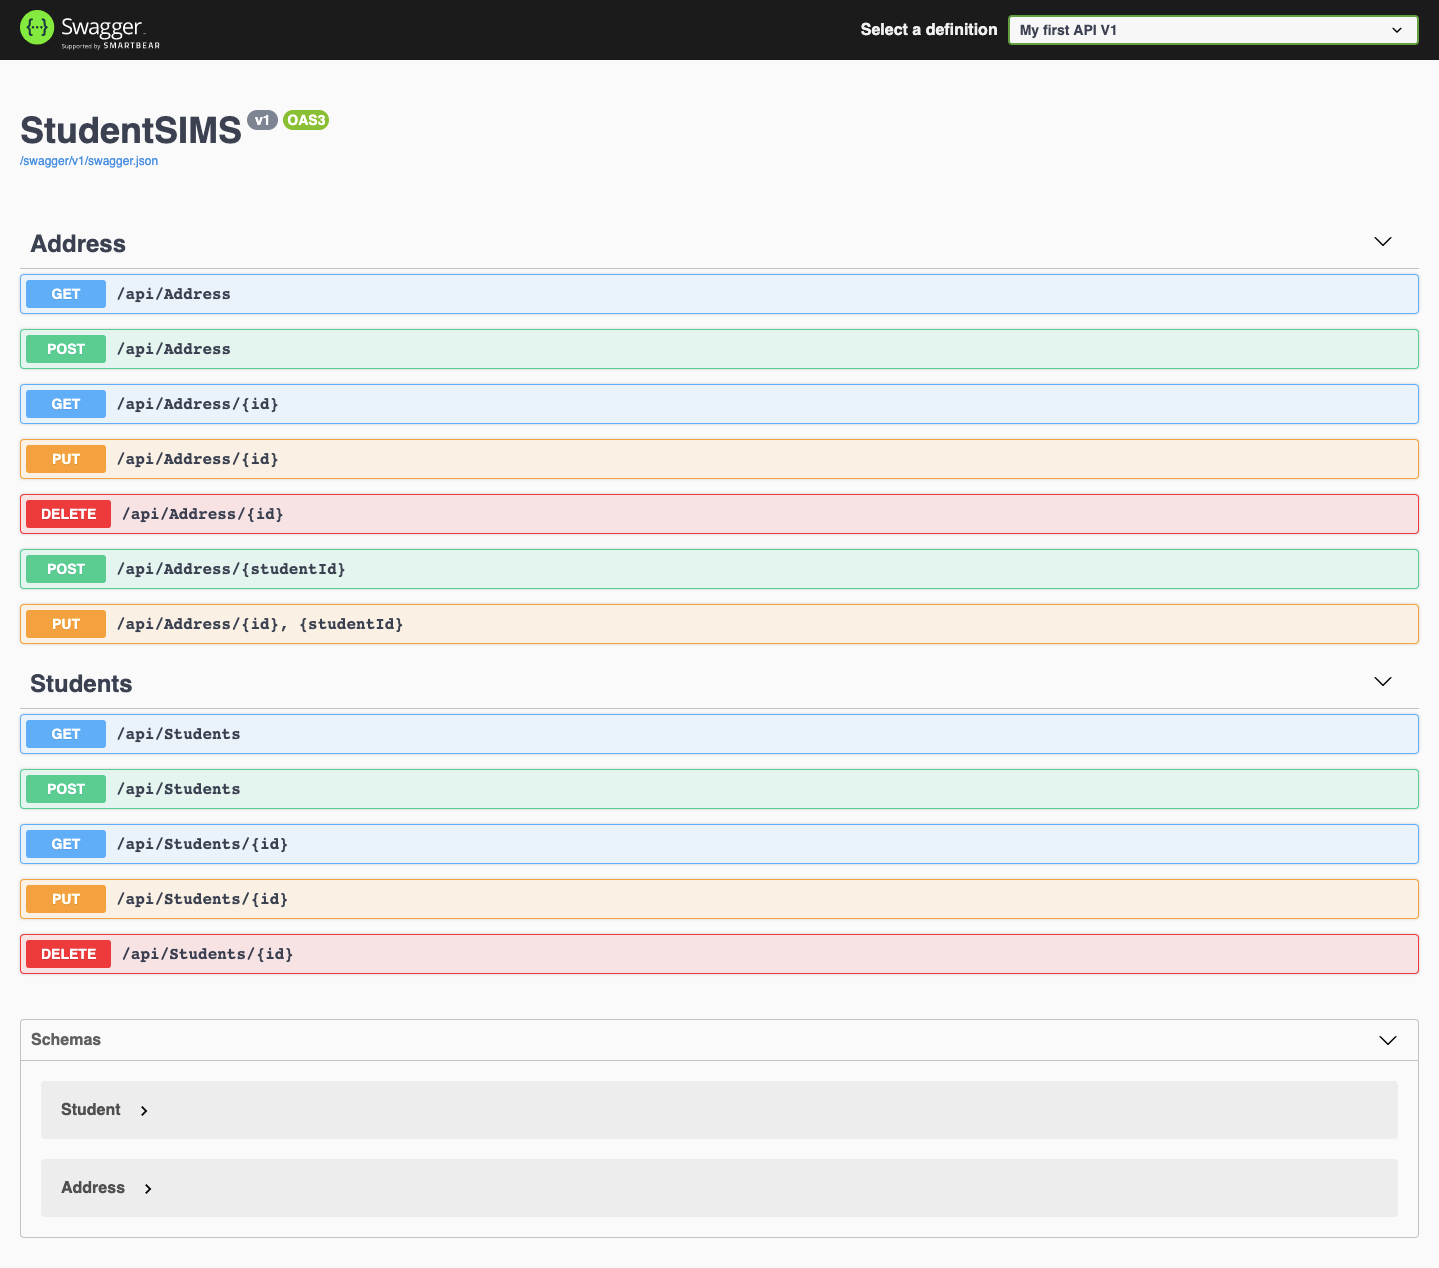 Swagger
Supported by SMARTBEAR
Select a definition
My first API V1
StudentSIMS v1 OAS3
/swagger/v1/swagger.json
Address
GET /api/Address
POST /api/Address
GET /api/Address/{id}
PUT /api/Address/{id}
DELETE /api/Address/{id}
POST /api/Address/{studentId}
PUT /api/Address/{id}, {studentId}
Students
GET /api/Students
POST /api/Students
GET /api/Students/{id}
PUT /api/Students/{id}
DELETE /api/Students/{id}
Schemas
Student
Address